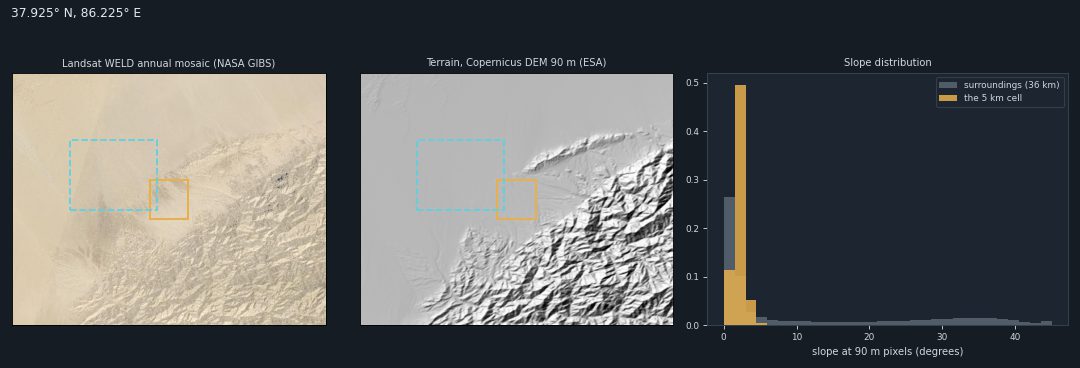 37.925° N, 86.225° E
Landsat WELD annual mosaic (NASA GIBS)
Terrain, Copernicus DEM 90 m (ESA)
Slope distribution
surroundings (36 km)
the 5 km cell
0.5
0.4
0.3
0.2
0.1
0.0
0
10
20
30
40
slope at 90 m pixels (degrees)